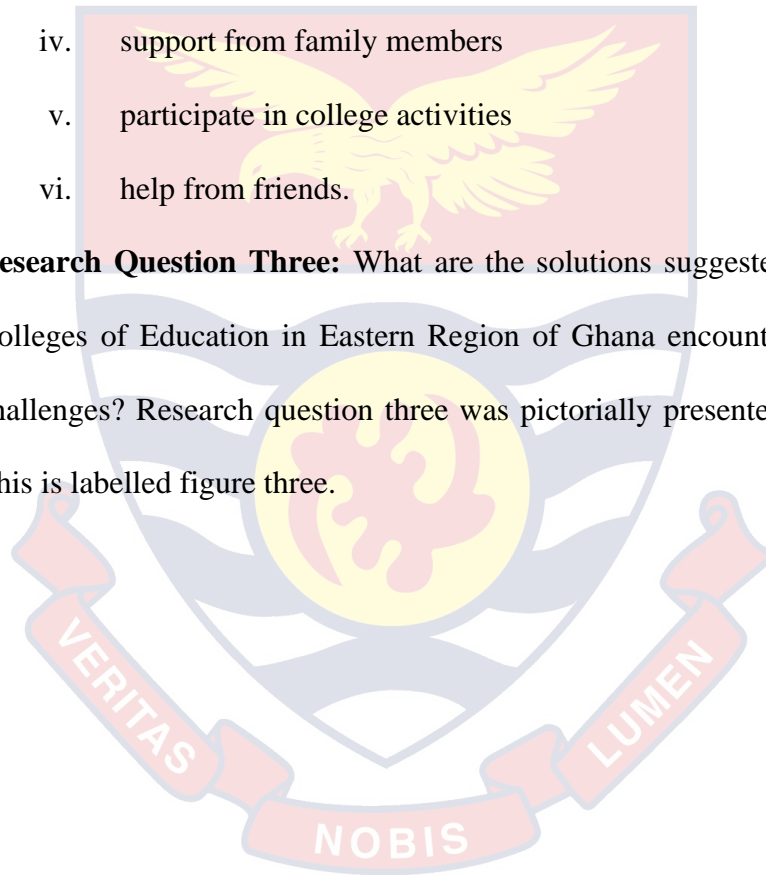 iv. support from family members
v. participate in college activities
vi. help from friends.
esearch Question Three: What are the solutions suggeste
olleges of Education in Eastern Region of Ghana encount
hallenges? Research question three was pictorially presente
his is labelled figure three.
VERITAS
NOBIS
LUMEN